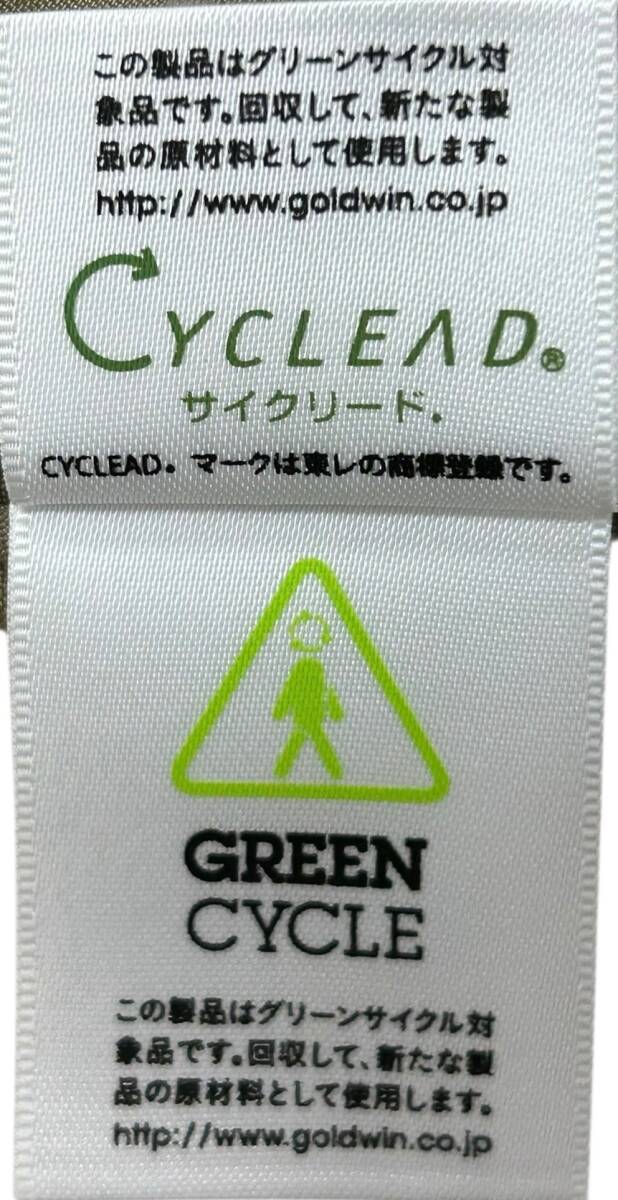 この製品はグリーンサイクル対
象品です。回収して、新たな製
品の原材料として使用します。
http://www.goldwin.co.jp
CYCLEAD®
サイクリード®
CYCLEAD® マークは東レの商標登録です。
GREEN
CYCLE
この製品はグリーンサイクル対
象品です。回収して、新たな製
品の原材料として使用します。
http://www.goldwin.co.jp